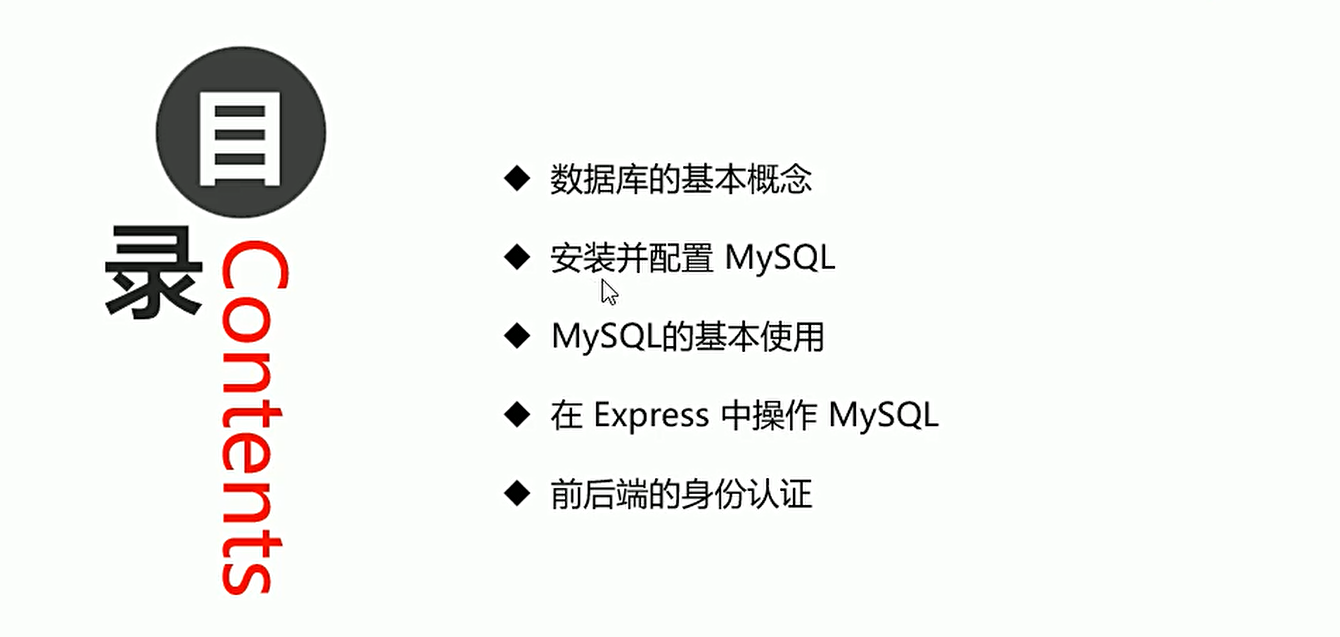 目
录
Contents
◆ 数据库的基本概念
◆ 安装并配置 MySQL
◆ MySQL的基本使用
◆ 在 Express 中操作 MySQL
◆ 前后端的身份认证